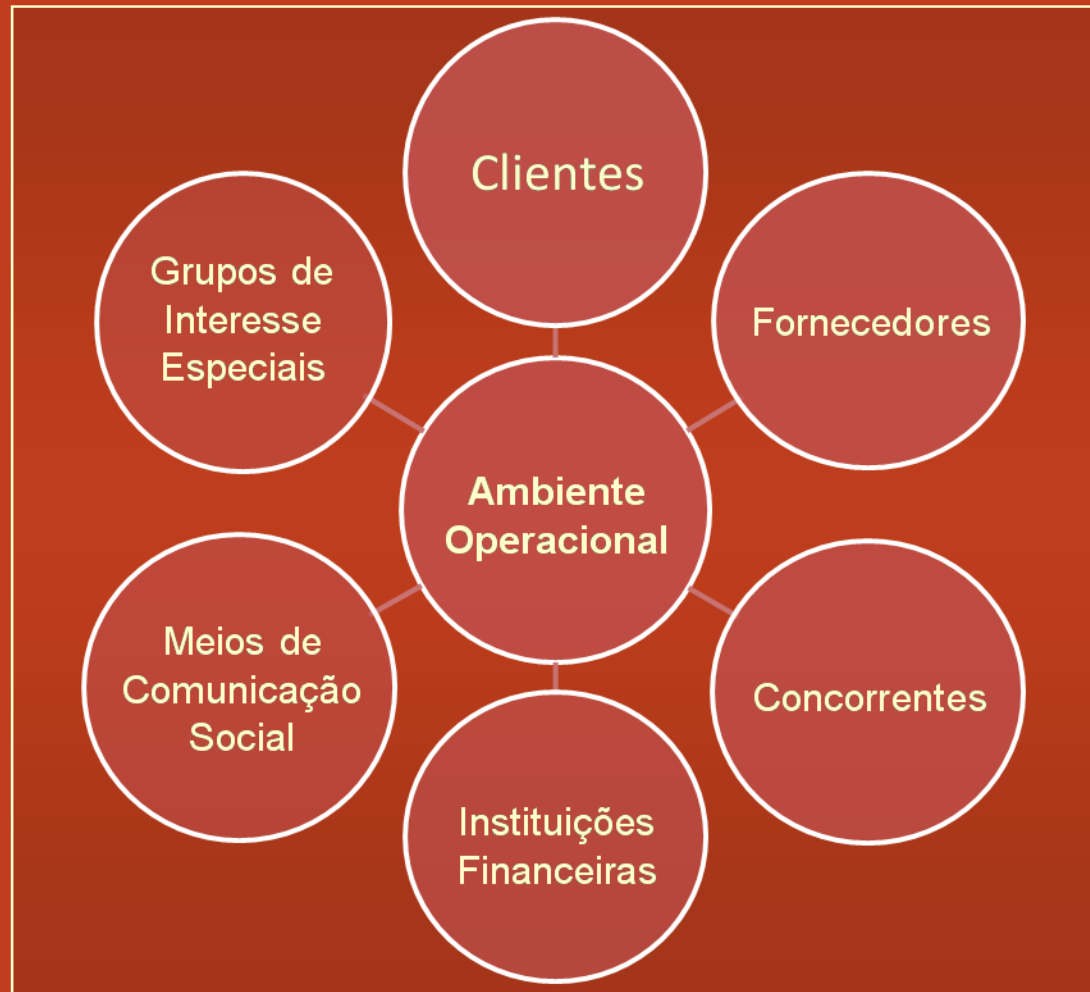 Clientes
Fornecedores
Concorrentes
Instituições
Financeiras
Meios de
Comunicação
Social
Grupos de
Interesse
Especiais
Ambiente
Operacional